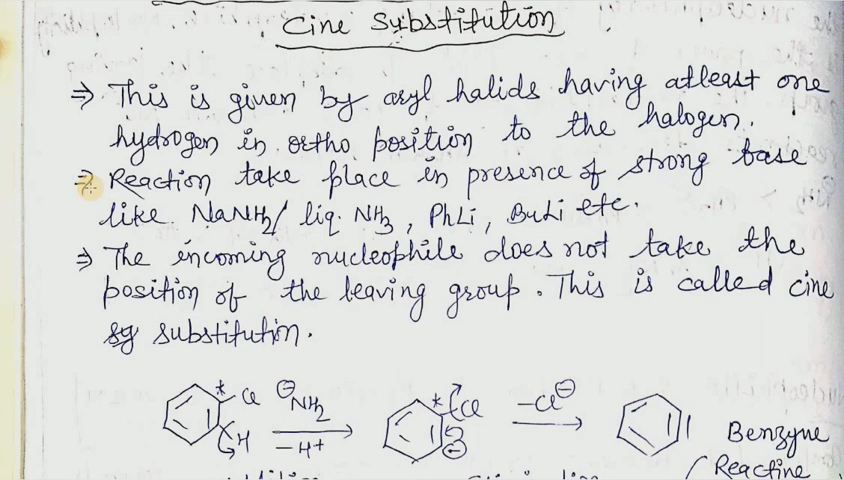 Cine Substitution
⇒ This is given by aryl halids having atleast one
hydrogen in ortho position to the halogen.
⇒ Reaction take place in presence of strong base
like NaNH2/ liq. NH3, PhLi, BuLi etc.
⇒ The incoming nucleophile does not take the
position of the leaving group. This is called cine
substitution.
* Cl ⊖NH2 * Cl -Cl⊖
H -H+ ⊖ Benzyne
Reactine